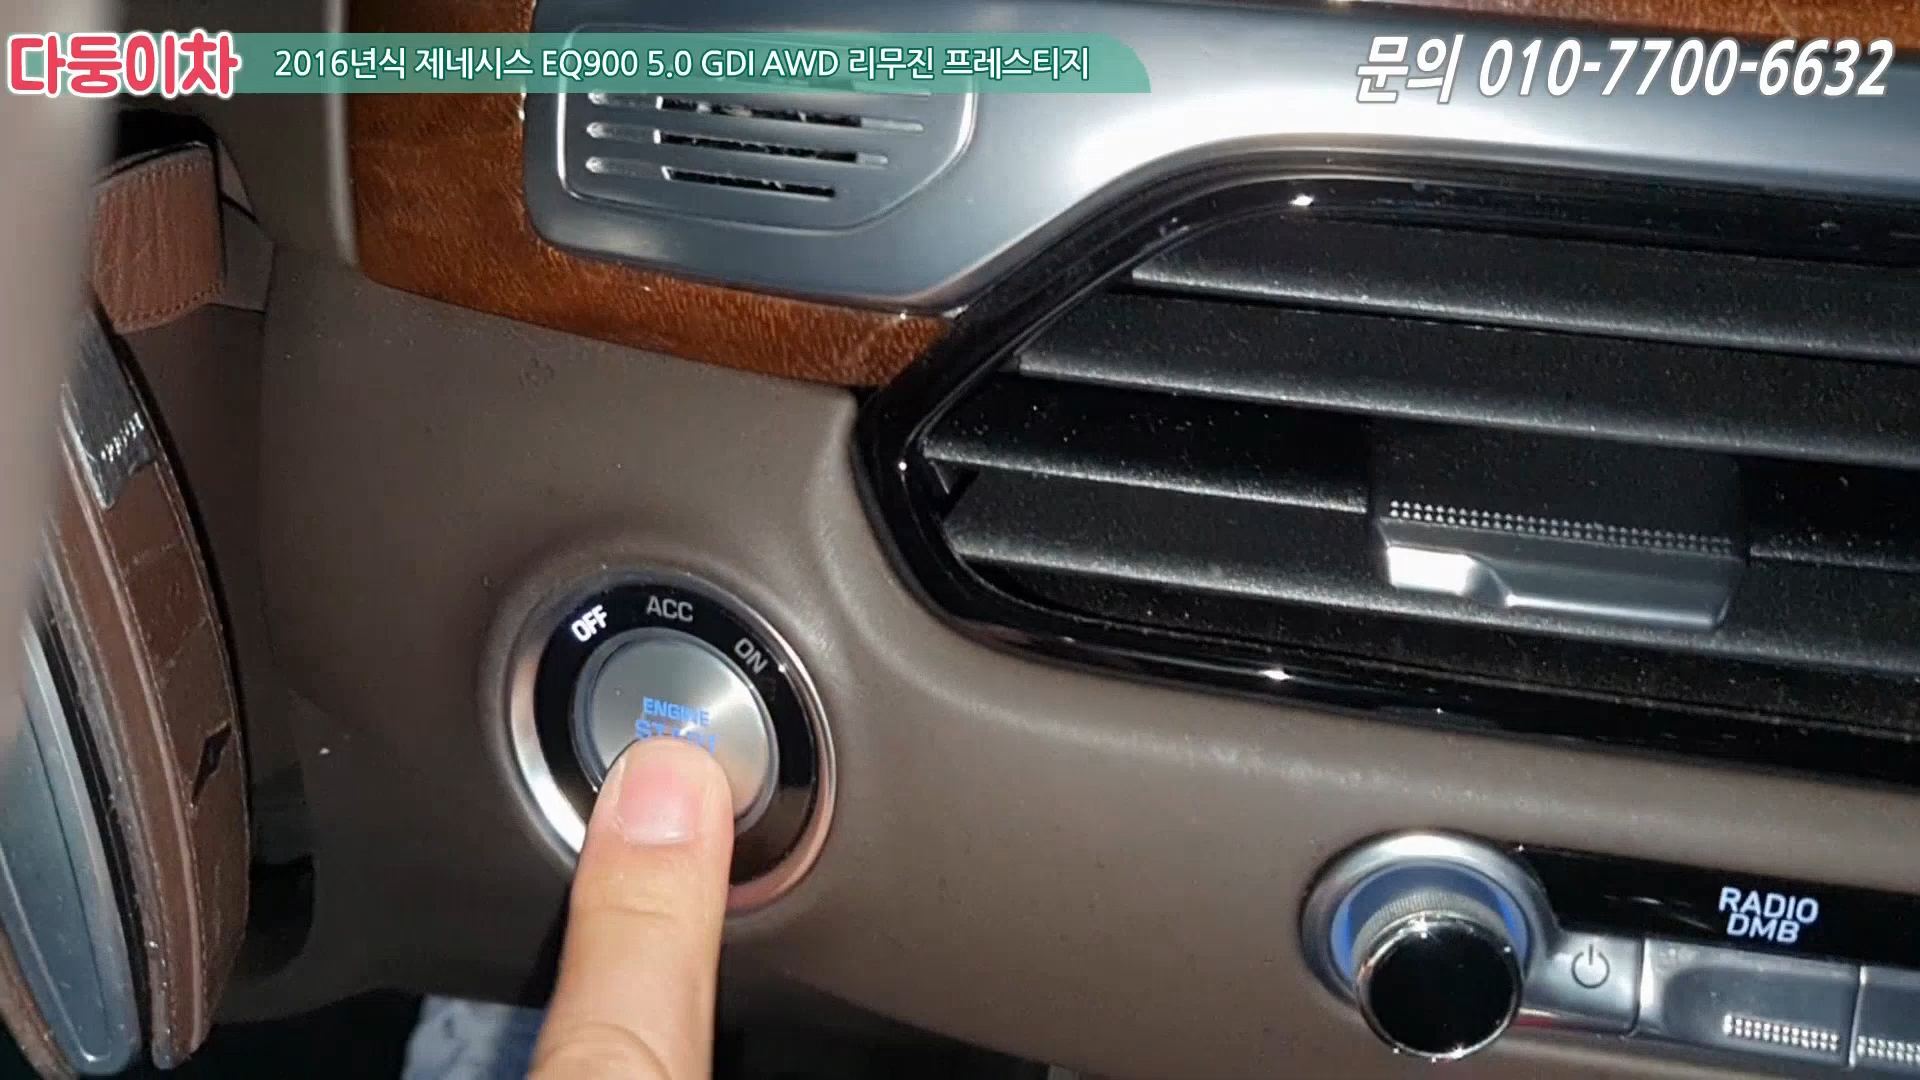 다둥이차
2016년식 제네시스 EQ900 5.0 GDI AWD 리무진 프레스티지
문의 010-7700-6632
OFF
ACC
ON
ENGINE
START
RADIO
DMB